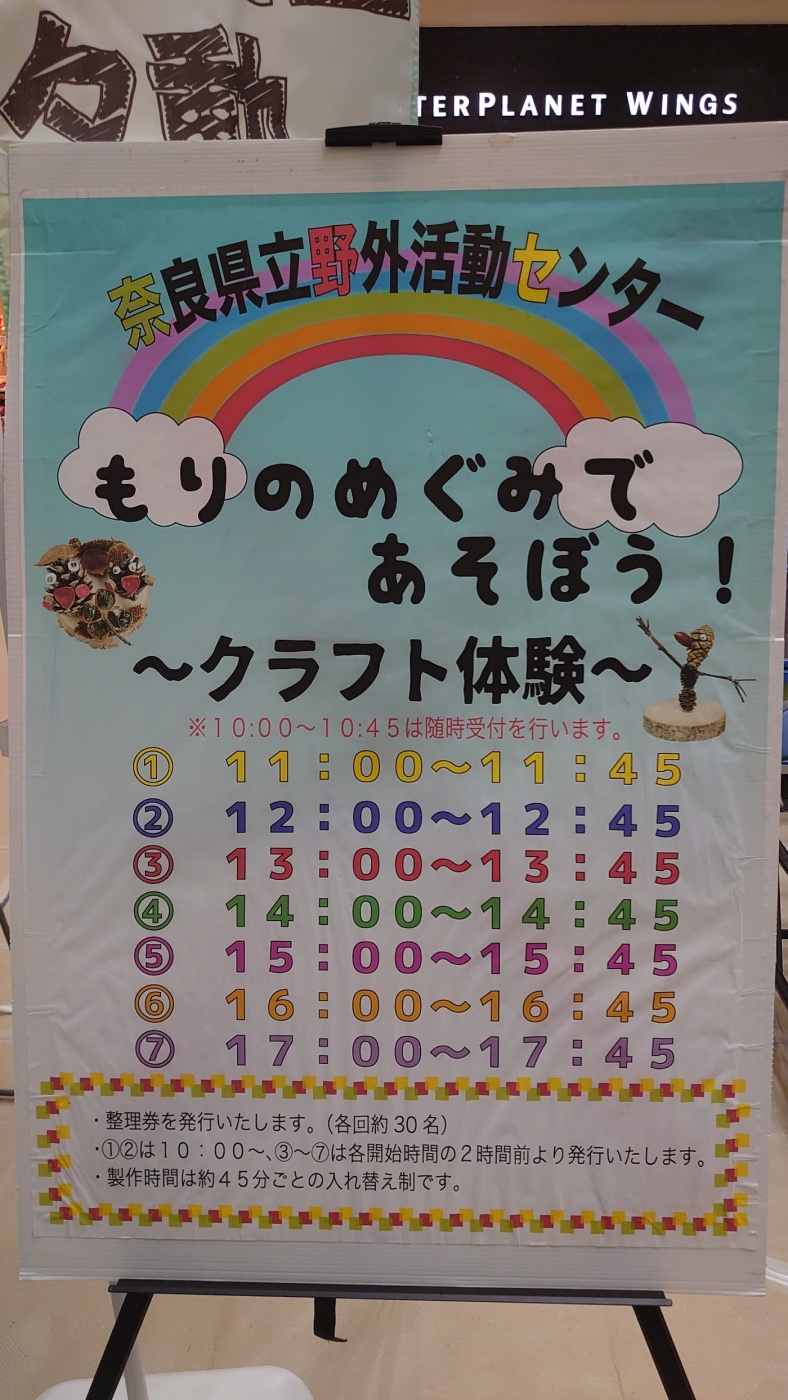 動
TERPLANET WINGS
奈良県立野外活動センター
もりのめぐみで
あそぼう！
～クラフト体験～
※１０:００～１０:４５は随時受付を行います。
① １１：００～１１：４５
② １２：００～１２：４５
③ １３：００～１３：４５
④ １４：００～１４：４５
⑤ １５：００～１５：４５
⑥ １６：００～１６：４５
⑦ １７：００～１７：４５
・整理券を発行いたします。（各回約 30 名）
・①②は１０：００～、③～⑦は各開始時間の２時間前より発行いたします。
・製作時間は約４５分ごとの入れ替え制です。